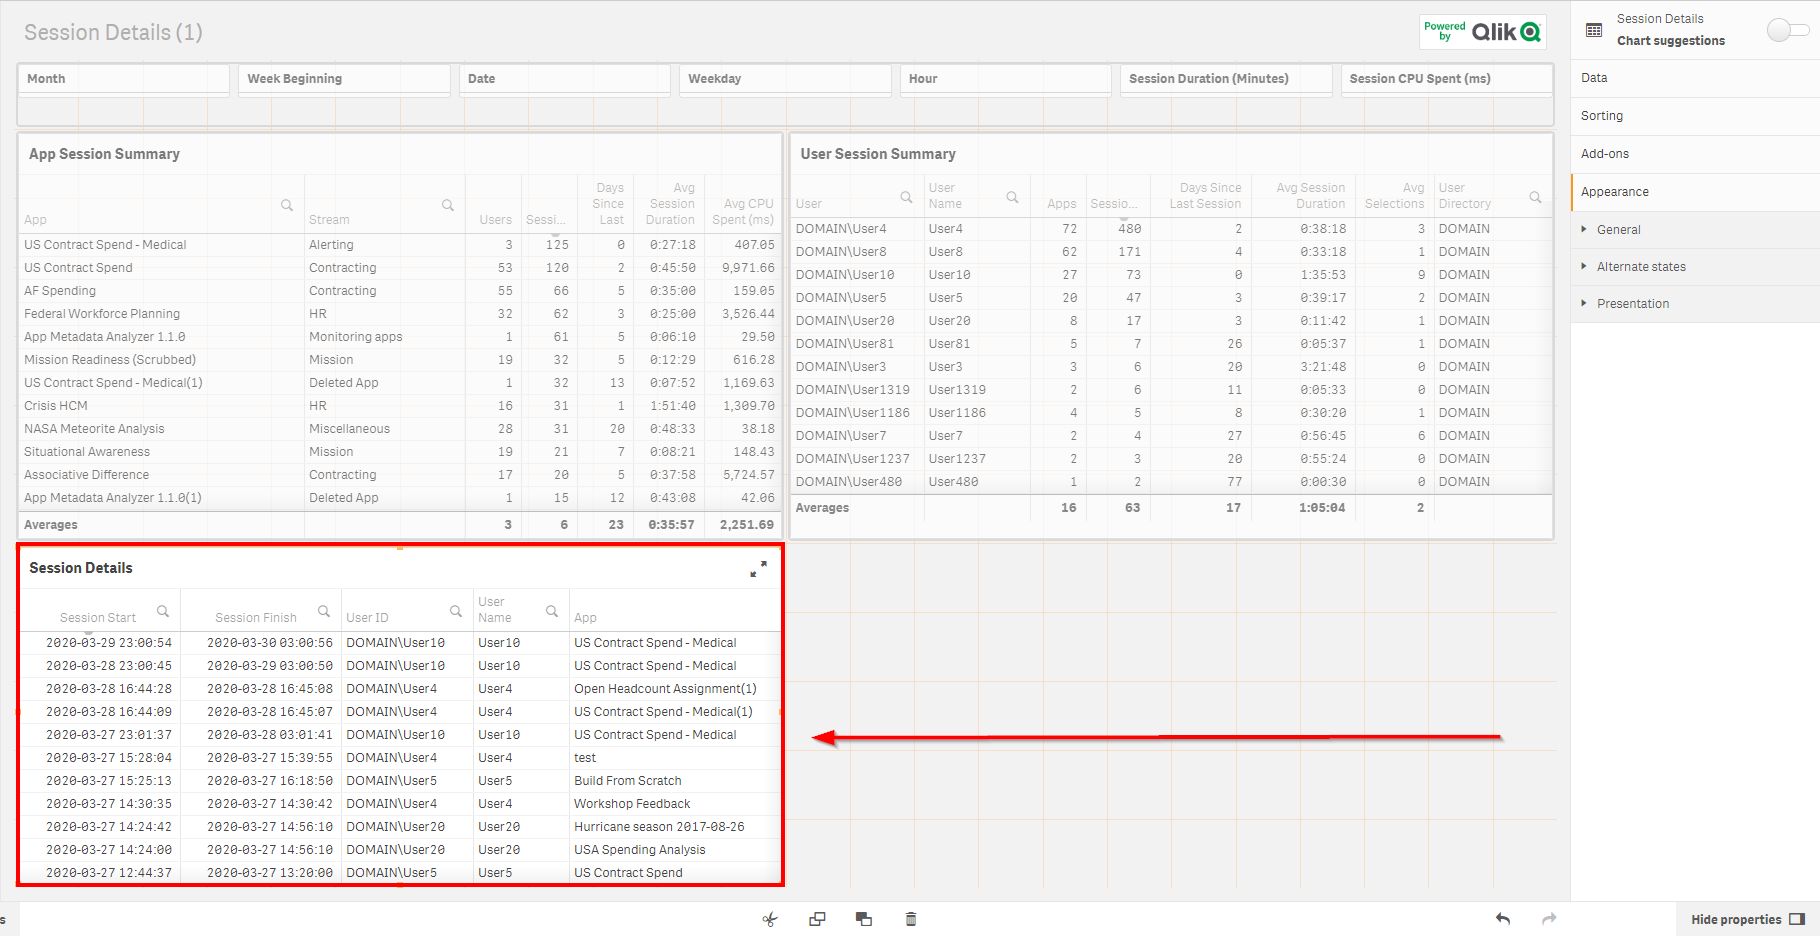 Session Details (1)
Powered by Qlik
Month Week Beginning Date Weekday Hour Session Duration (Minutes) Session CPU Spent (ms)
App Session Summary
App Stream Users Sessi... Days Since Last Avg Session Duration Avg CPU Spent (ms)
US Contract Spend - Medical Alerting 3 125 0 0:27:18 407.05
US Contract Spend Contracting 53 120 2 0:45:50 9,971.66
AF Spending Contracting 55 66 5 0:35:00 159.05
Federal Workforce Planning HR 32 62 3 0:25:00 3,526.44
App Metadata Analyzer 1.1.0 Monitoring apps 1 61 5 0:06:10 29.50
Mission Readiness (Scrubbed) Mission 19 32 5 0:12:29 616.28
US Contract Spend - Medical(1) Deleted App 1 32 13 0:07:52 1,169.63
Crisis HCM HR 16 31 1 1:51:40 1,309.70
NASA Meteorite Analysis Miscellaneous 28 31 20 0:48:33 38.18
Situational Awareness Mission 19 21 7 0:08:21 148.43
Associative Difference Contracting 17 20 5 0:37:58 5,724.57
App Metadata Analyzer 1.1.0(1) Deleted App 1 15 12 0:43:08 42.06
Averages 3 6 23 0:35:57 2,251.69
User Session Summary
User User Name Apps Sessio... Days Since Last Session Avg Session Duration Avg Selections User Directory
DOMAIN\User4 User4 72 480 2 0:38:18 3 DOMAIN
DOMAIN\User8 User8 62 171 4 0:33:18 1 DOMAIN
DOMAIN\User10 User10 27 73 0 1:35:53 9 DOMAIN
DOMAIN\User5 User5 20 47 3 0:39:17 2 DOMAIN
DOMAIN\User20 User20 8 17 3 0:11:42 1 DOMAIN
DOMAIN\User81 User81 5 7 26 0:05:37 1 DOMAIN
DOMAIN\User3 User3 3 6 20 3:21:48 0 DOMAIN
DOMAIN\User1319 User1319 2 6 11 0:05:33 0 DOMAIN
DOMAIN\User1186 User1186 4 5 8 0:30:20 1 DOMAIN
DOMAIN\User7 User7 2 4 27 0:56:45 6 DOMAIN
DOMAIN\User1237 User1237 2 3 20 0:55:24 0 DOMAIN
DOMAIN\User480 User480 1 2 77 0:00:30 0 DOMAIN
Averages 16 63 17 1:05:04 2
Session Details
Session Start Session Finish User ID User Name App
2020-03-29 23:00:54 2020-03-30 03:00:56 DOMAIN\User10 User10 US Contract Spend - Medical
2020-03-28 23:00:45 2020-03-29 03:00:50 DOMAIN\User10 User10 US Contract Spend - Medical
2020-03-28 16:44:28 2020-03-28 16:45:08 DOMAIN\User4 User4 Open Headcount Assignment(1)
2020-03-28 16:44:09 2020-03-28 16:45:07 DOMAIN\User4 User4 US Contract Spend - Medical(1)
2020-03-27 23:01:37 2020-03-28 03:01:41 DOMAIN\User10 User10 US Contract Spend - Medical
2020-03-27 15:28:04 2020-03-27 15:39:55 DOMAIN\User4 User4 test
2020-03-27 15:25:13 2020-03-27 16:18:50 DOMAIN\User5 User5 Build From Scratch
2020-03-27 14:30:35 2020-03-27 14:30:42 DOMAIN\User4 User4 Workshop Feedback
2020-03-27 14:24:42 2020-03-27 14:56:10 DOMAIN\User20 User20 Hurricane season 2017-08-26
2020-03-27 14:24:00 2020-03-27 14:56:10 DOMAIN\User20 User20 USA Spending Analysis
2020-03-27 12:44:37 2020-03-27 13:20:00 DOMAIN\User5 User5 US Contract Spend
Session Details
Chart suggestions
Data
Sorting
Add-ons
Appearance
General
Alternate states
Presentation
s
Hide properties